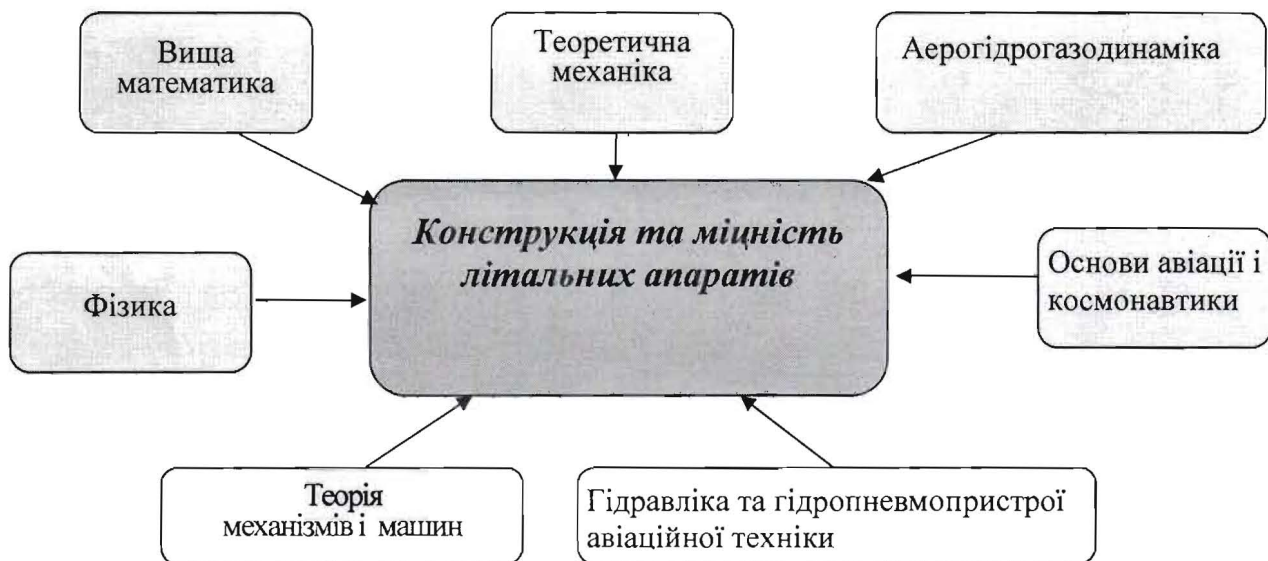 Вища
математика
Теоретична
механіка
Аерогідрогазодинаміка
Конструкція та міцність
літальних апаратів
Фізика
Основи авіації і
космонавтики
Теорія
механізмів і машин
Гідравліка та гідропневмопристрої
авіаційної техніки